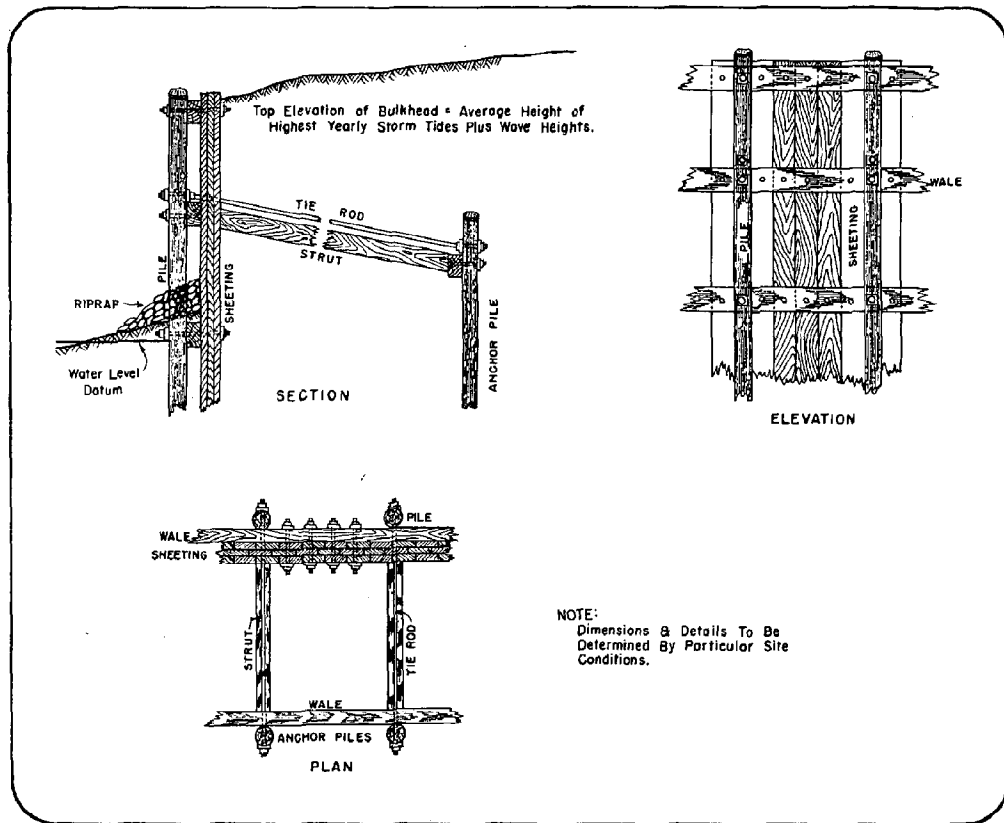 Top Elevation of Bulkhead = Average Height of
Highest Yearly Storm Tides Plus Wave Heights.
TIE ROD
STRUT
PILE
SHEETING
RIPRAP
Water Level
Datum
ANCHOR PILE
SECTION
WALE
PILE
SHEETING
ELEVATION
PILE
WALE
SHEETING
STRUT
TIE ROD
WALE
ANCHOR PILES
PLAN
NOTE:
Dimensions & Details To Be
Determined By Particular Site
Conditions.